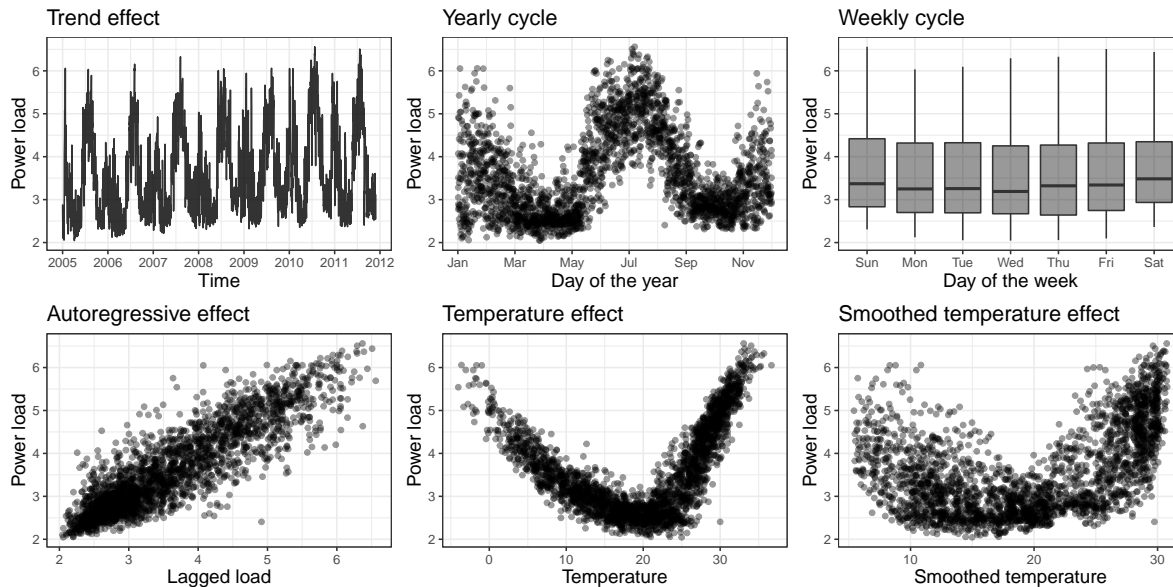 Trend effect
Power load
6
5
4
3
2
2005 2006 2007 2008 2009 2010 2011 2012
Time
Yearly cycle
Power load
6
5
4
3
2
Jan Mar May Jul Sep Nov
Day of the year
Weekly cycle
Power load
6
5
4
3
2
Sun Mon Tue Wed Thu Fri Sat
Day of the week
Autoregressive effect
Power load
6
5
4
3
2
2 3 4 5 6
Lagged load
Temperature effect
Power load
6
5
4
3
2
0 10 20 30
Temperature
Smoothed temperature effect
Power load
6
5
4
3
2
10 20 30
Smoothed temperature